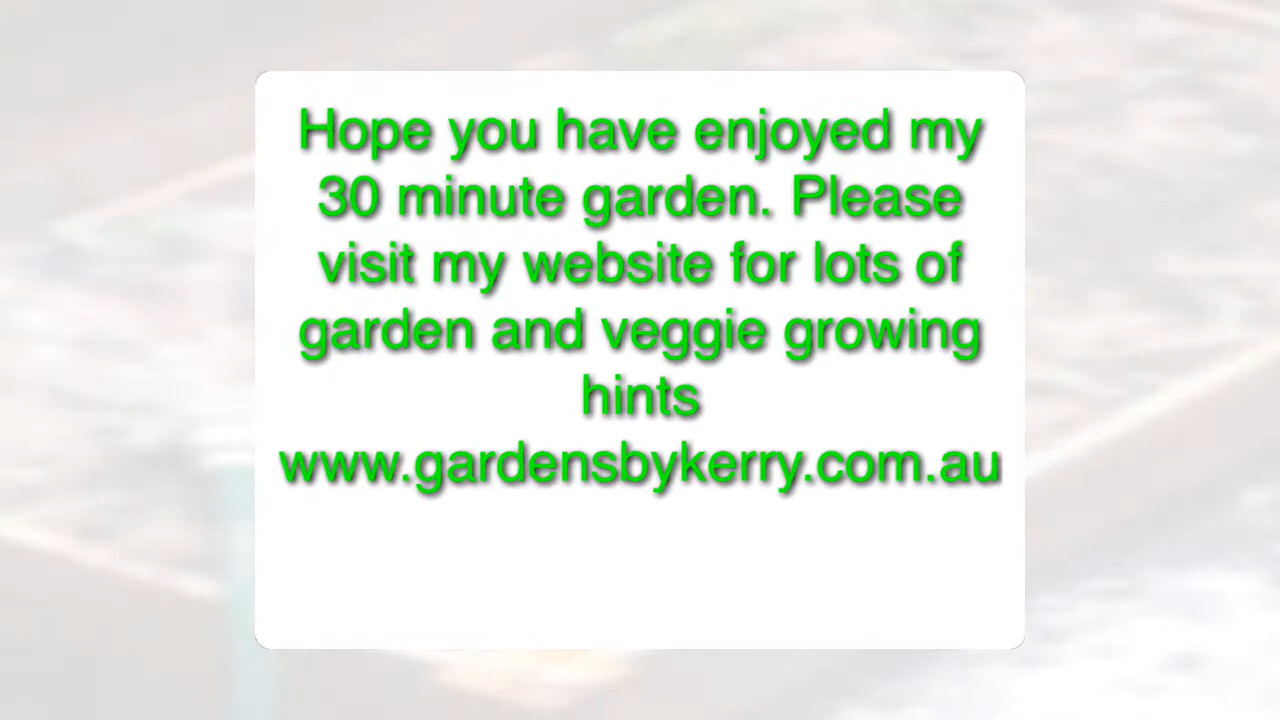 Hope you have enjoyed my
30 minute garden. Please
visit my website for lots of
garden and veggie growing
hints
www.gardensbykerry.com.au